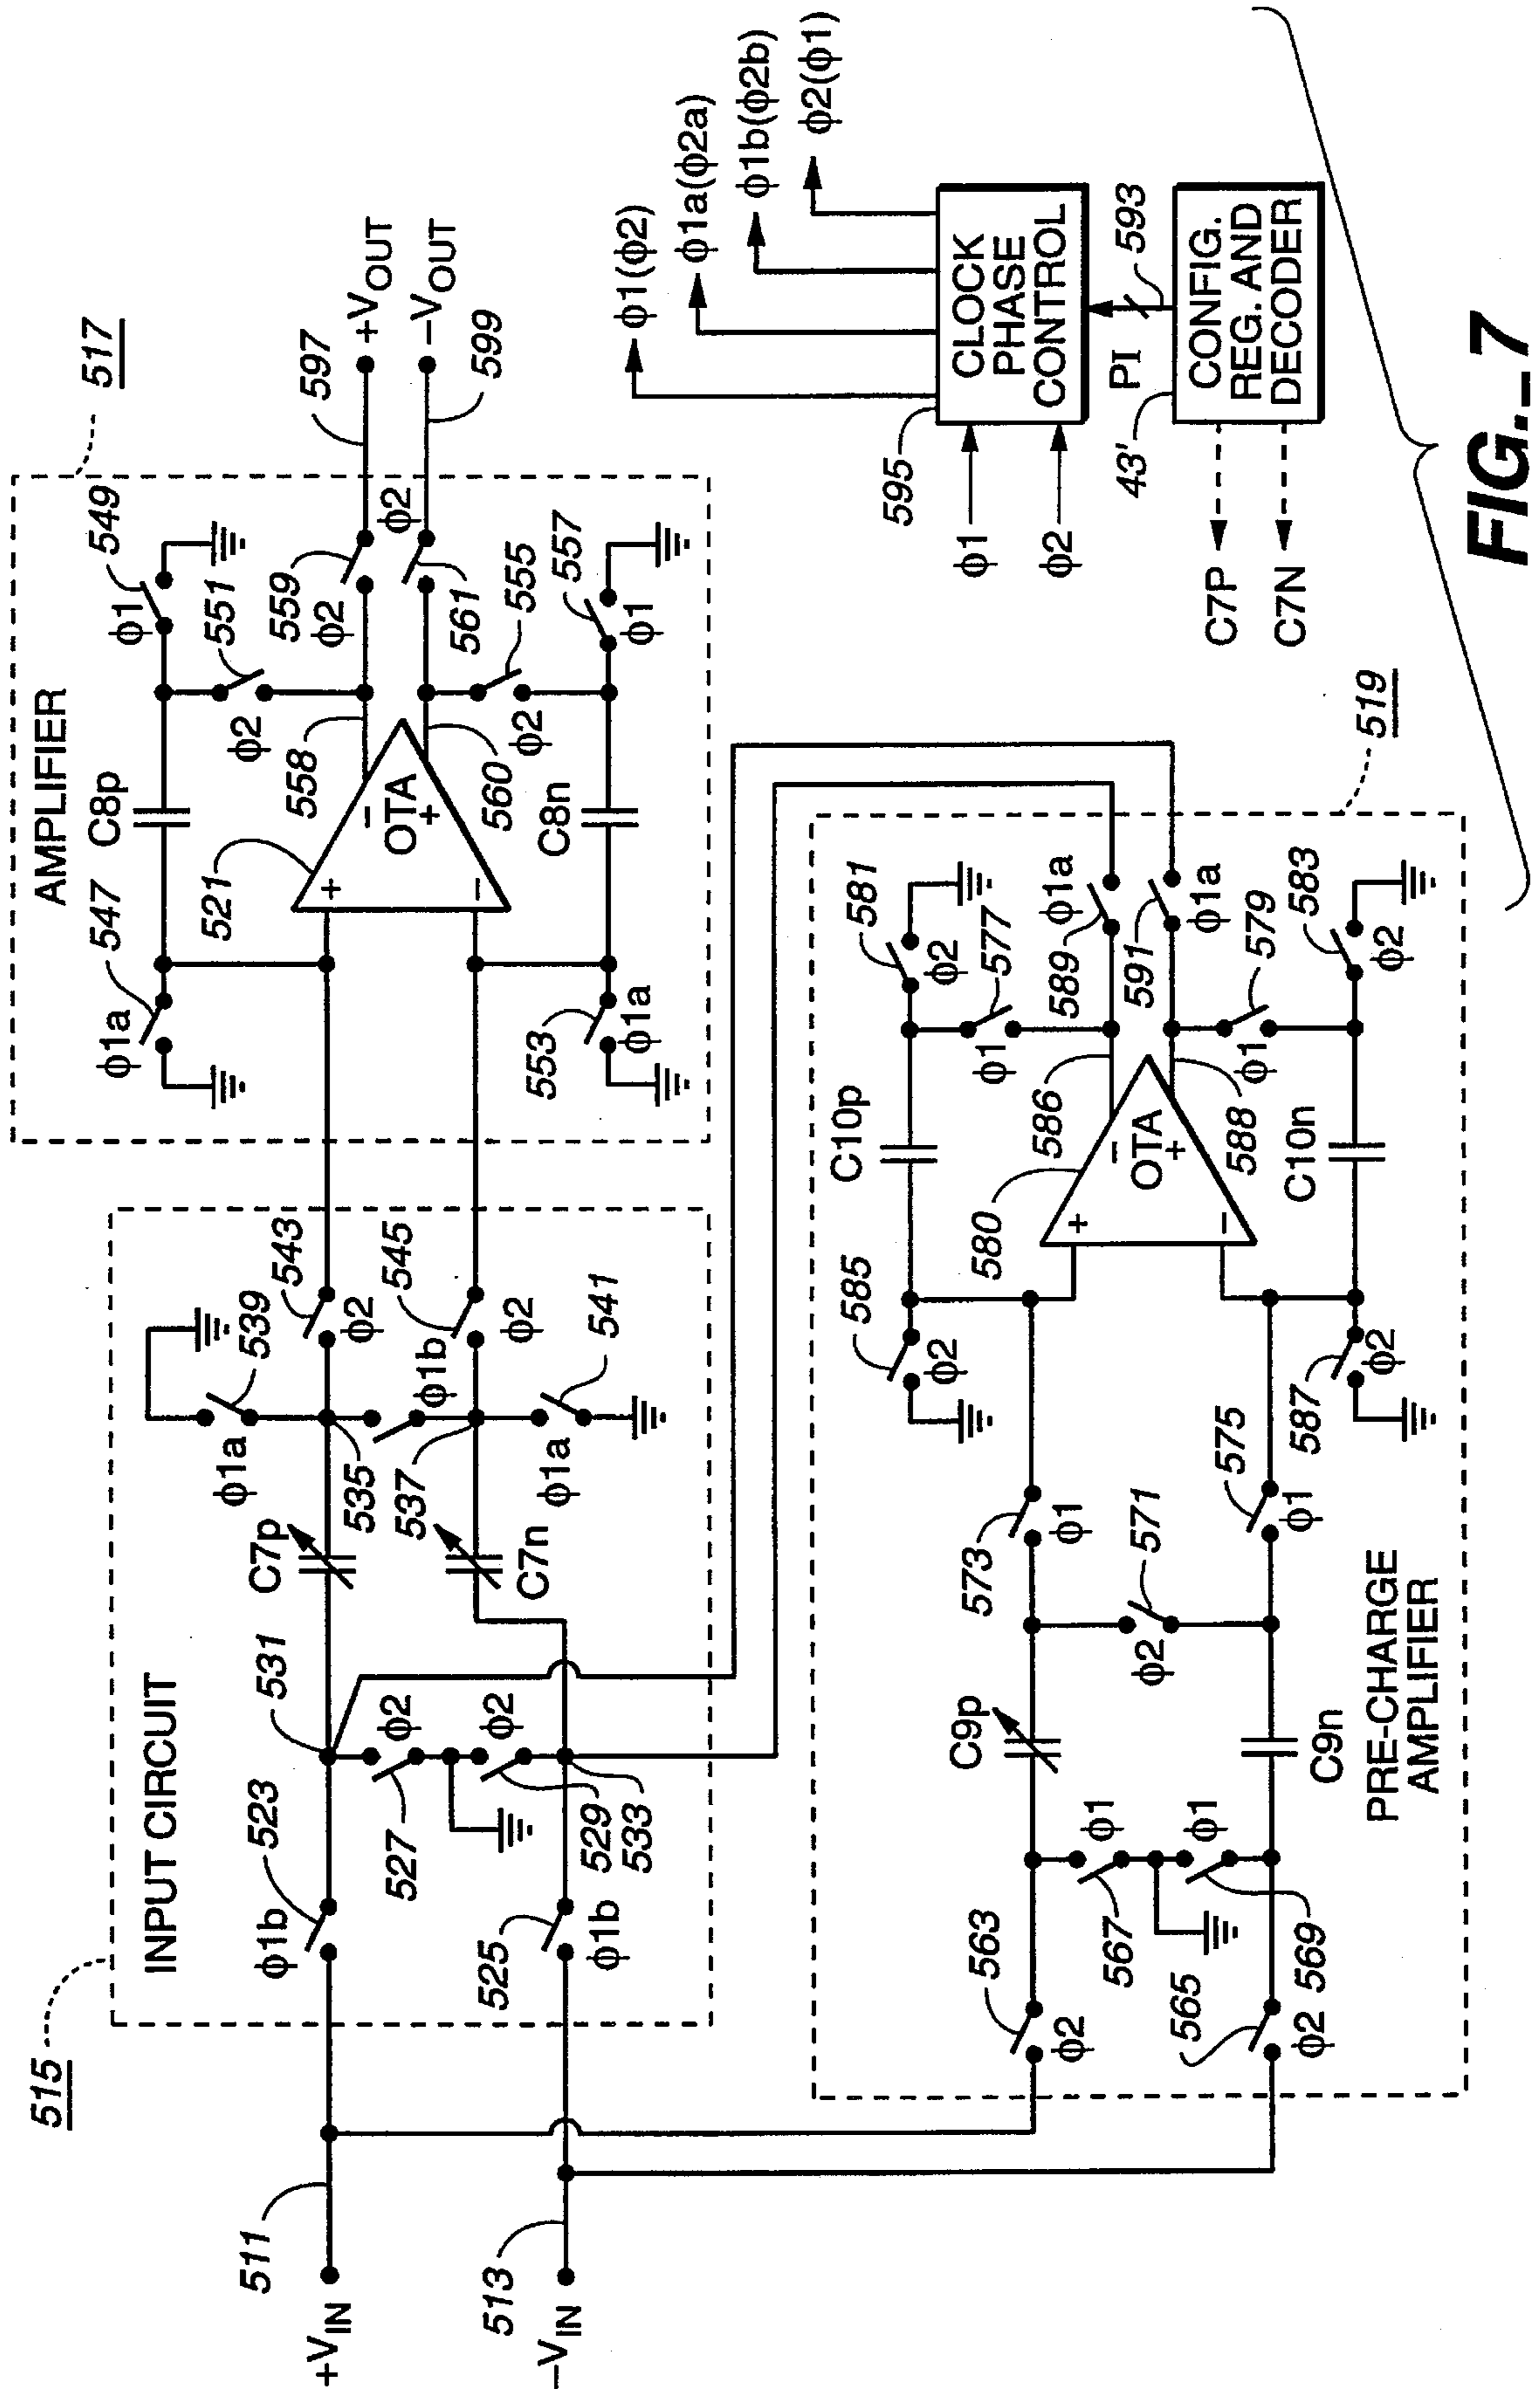 515
INPUT CIRCUIT
511
+VIN
513
−VIN
ϕ1b
523
525
ϕ1b
531
527
ϕ2
ϕ2
529
533
C7p
C7n
535
537
ϕ1a
539
543
ϕ2
ϕ1b
545
ϕ2
541
ϕ1a
517
AMPLIFIER
547
ϕ1a
C8p
ϕ1
549
551
ϕ2
521
+
−
OTA
−
+
558
560
559
ϕ2
ϕ2
561
555
ϕ2
557
ϕ1
C8n
553
ϕ1a
597
+VOUT
−VOUT
599
519
PRE-CHARGE
AMPLIFIER
563
ϕ2
565
ϕ2
567
ϕ1
ϕ1
569
C9p
C9n
571
ϕ2
573
ϕ1
575
ϕ1
585
ϕ2
587
ϕ2
580
+
−
OTA
−
+
C10p
C10n
586
588
581
ϕ2
577
ϕ1
589
ϕ1a
591
ϕ1a
579
ϕ1
583
ϕ2
ϕ1(ϕ2)
ϕ1a(ϕ2a)
ϕ1b(ϕ2b)
ϕ2(ϕ1)
595
CLOCK
PHASE
CONTROL
ϕ1
ϕ2
PI
593
43'
CONFIG.
REG. AND
DECODER
C7P
C7N
FIG._7